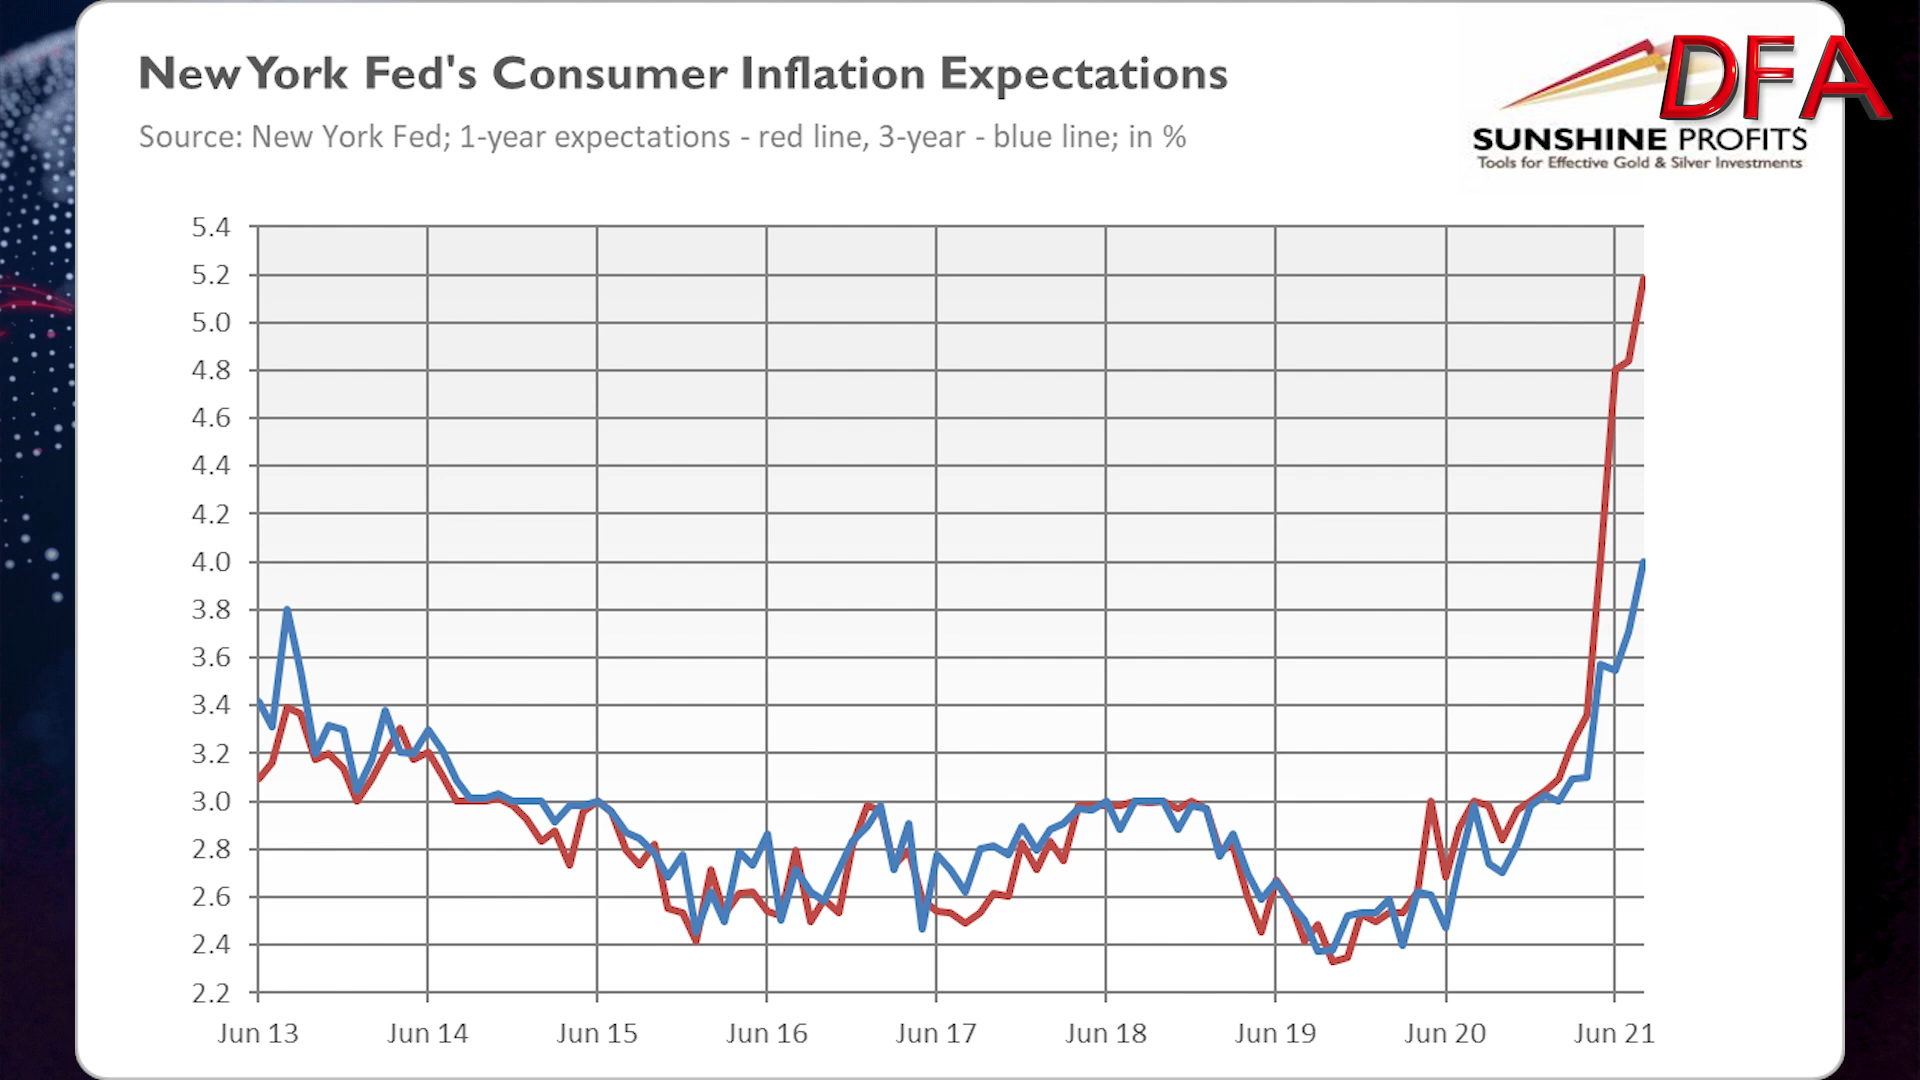 New York Fed's Consumer Inflation Expectations
Source: New York Fed; 1-year expectations - red line, 3-year - blue line; in %
DFA
SUNSHINE PROFITS
Tools for Effective Gold & Silver Investments
5.4
5.2
5.0
4.8
4.6
4.4
4.2
4.0
3.8
3.6
3.4
3.2
3.0
2.8
2.6
2.4
2.2
Jun 13 Jun 14 Jun 15 Jun 16 Jun 17 Jun 18 Jun 19 Jun 20 Jun 21